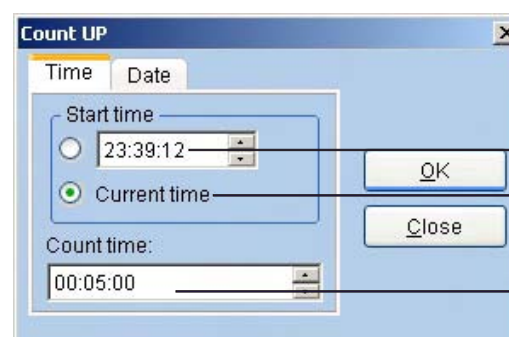 Count UP
Time Date
Start time
23:39:12
Current time
OK
Close
Count time:
00:05:00